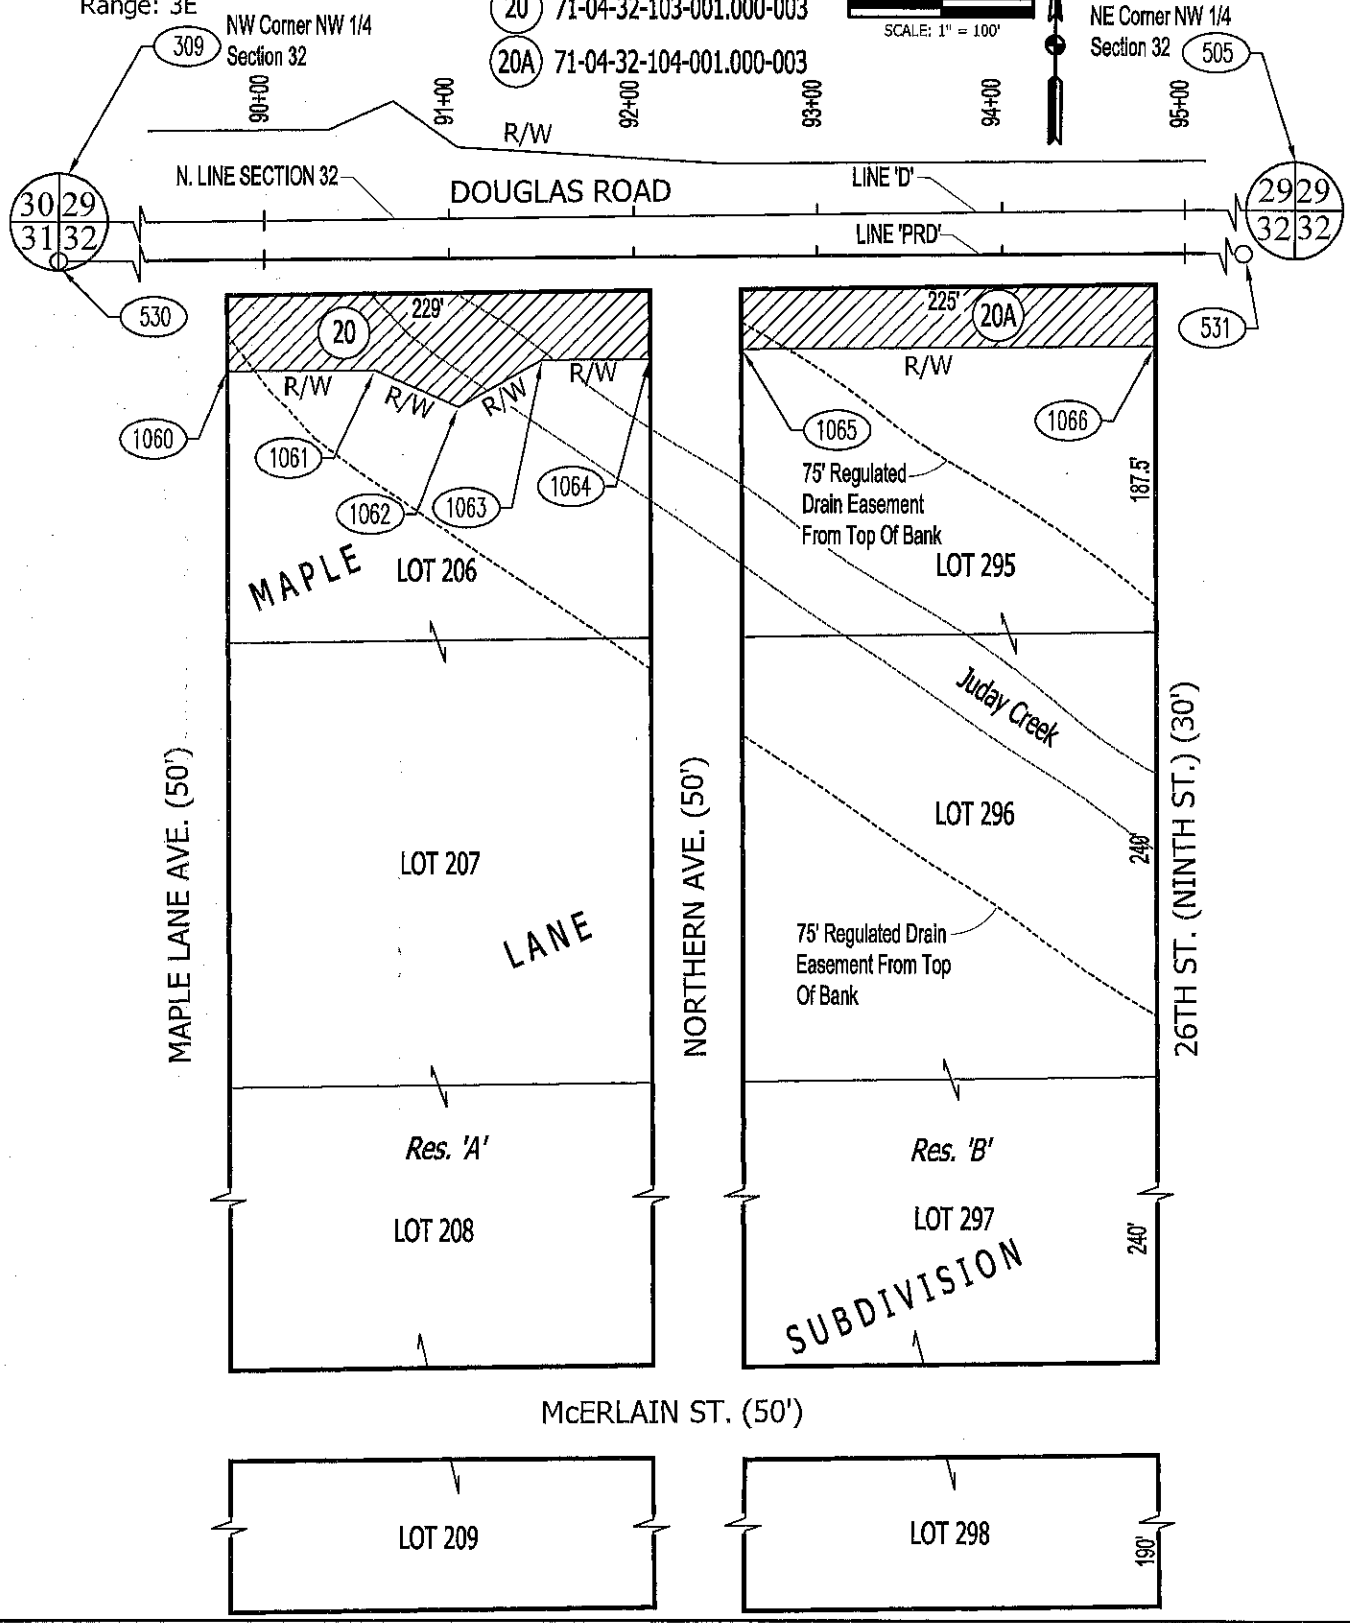 Range: 3E
309
NW Corner NW 1/4
Section 32
20 71-04-32-103-001.000-003
20A 71-04-32-104-001.000-003
SCALE: 1" = 100'
NE Corner NW 1/4
Section 32
505
90+00
91+00
92+00
93+00
94+00
95+00
R/W
N. LINE SECTION 32
DOUGLAS ROAD
LINE 'D'
LINE 'PRD'
30 29
31 32
29 29
32 32
530
531
20
229'
225'
20A
R/W
R/W
R/W
R/W
R/W
1060
1061
1062
1063
1064
1065
1066
187.5'
75' Regulated
Drain Easement
From Top Of Bank
MAPLE
LOT 206
LOT 295
Juday Creek
LOT 207
LOT 296
240'
LANE
75' Regulated Drain
Easement From Top
Of Bank
MAPLE LANE AVE. (50')
NORTHERN AVE. (50')
26TH ST. (NINTH ST.) (30')
Res. 'A'
Res. 'B'
LOT 208
LOT 297
240'
SUBDIVISION
McERLAIN ST. (50')
LOT 209
LOT 298
190'